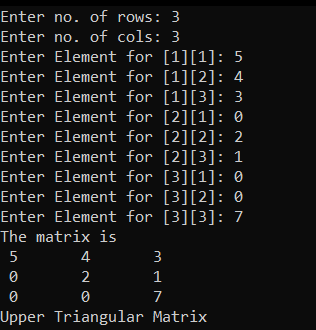 Enter no. of rows: 3
Enter no. of cols: 3
Enter Element for [1][1]: 5
Enter Element for [1][2]: 4
Enter Element for [1][3]: 3
Enter Element for [2][1]: 0
Enter Element for [2][2]: 2
Enter Element for [2][3]: 1
Enter Element for [3][1]: 0
Enter Element for [3][2]: 0
Enter Element for [3][3]: 7
The matrix is
5 4 3
0 2 1
0 0 7
Upper Triangular Matrix